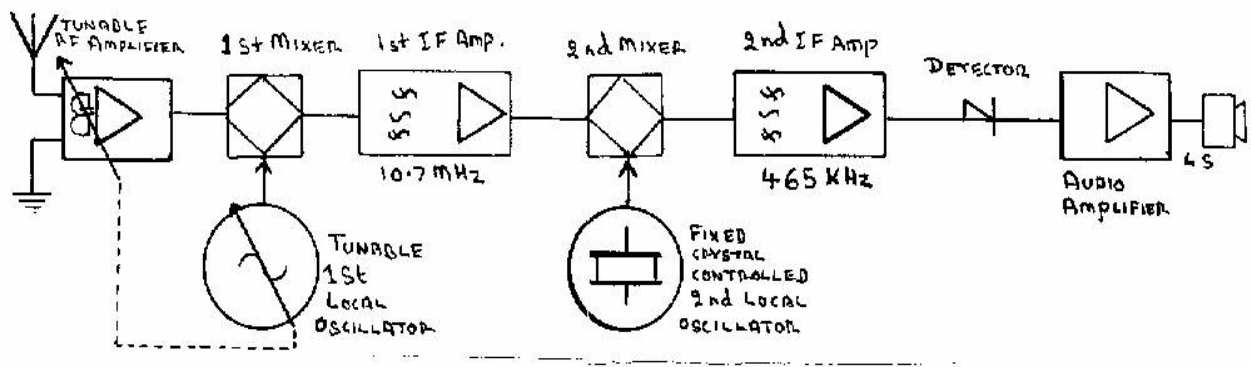 TUNABLE
RF AMPLIFIER
1st MIXER
1st IF AMP.
2nd MIXER
2nd IF AMP
DETECTOR
10.7 MHz
465 KHz
LS
AUDIO
AMPLIFIER
TUNABLE
1st
LOCAL
OSCILLATOR
FIXED
CRYSTAL
CONTROLLED
2nd LOCAL
OSCILLATOR